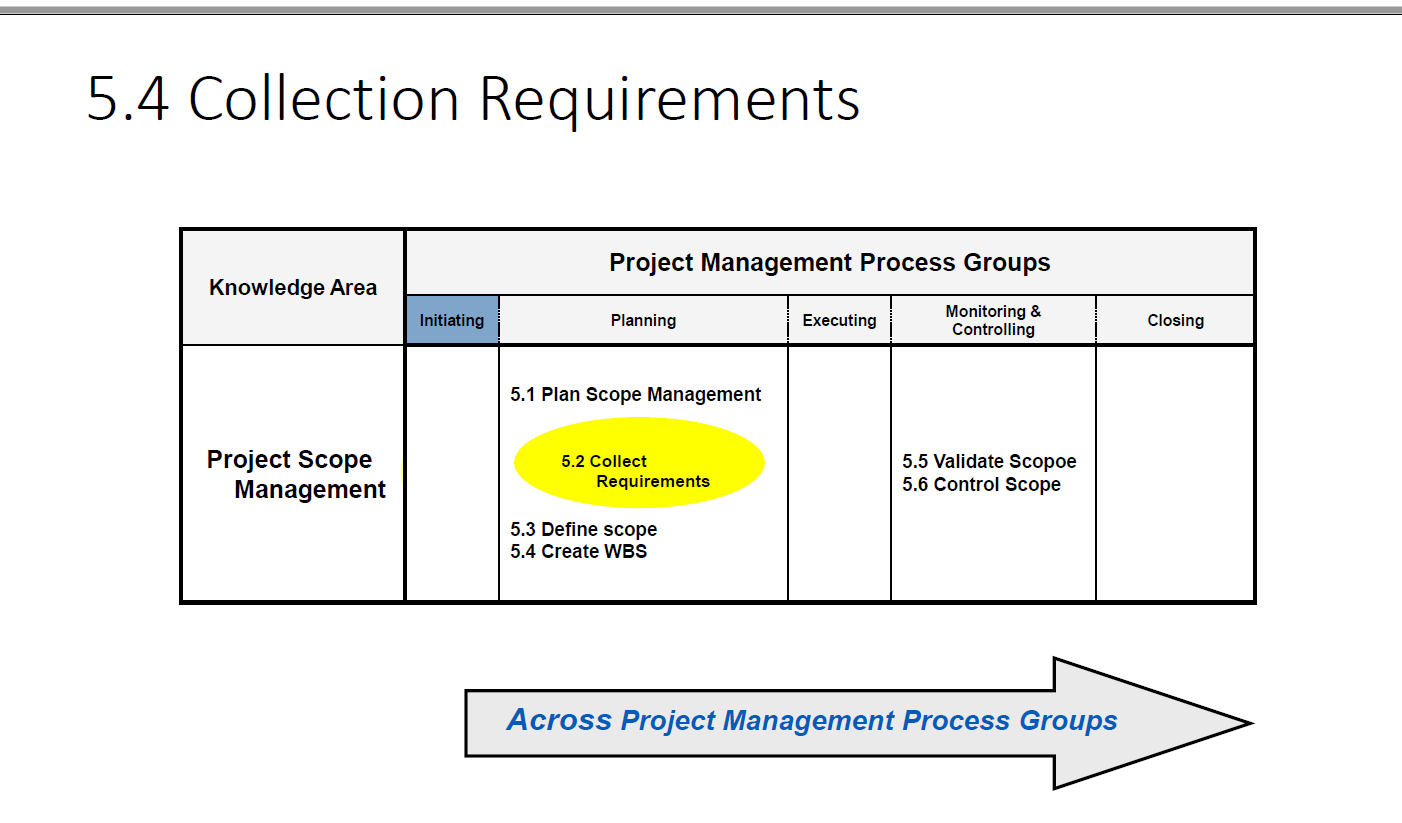 5.4 Collection Requirements
Knowledge Area
Project Management Process Groups
Initiating
Planning
Executing
Monitoring &
Controlling
Closing
Project Scope
Management
5.1 Plan Scope Management
5.2 Collect
Requirements
5.3 Define scope
5.4 Create WBS
5.5 Validate Scopoe
5.6 Control Scope
Across Project Management Process Groups